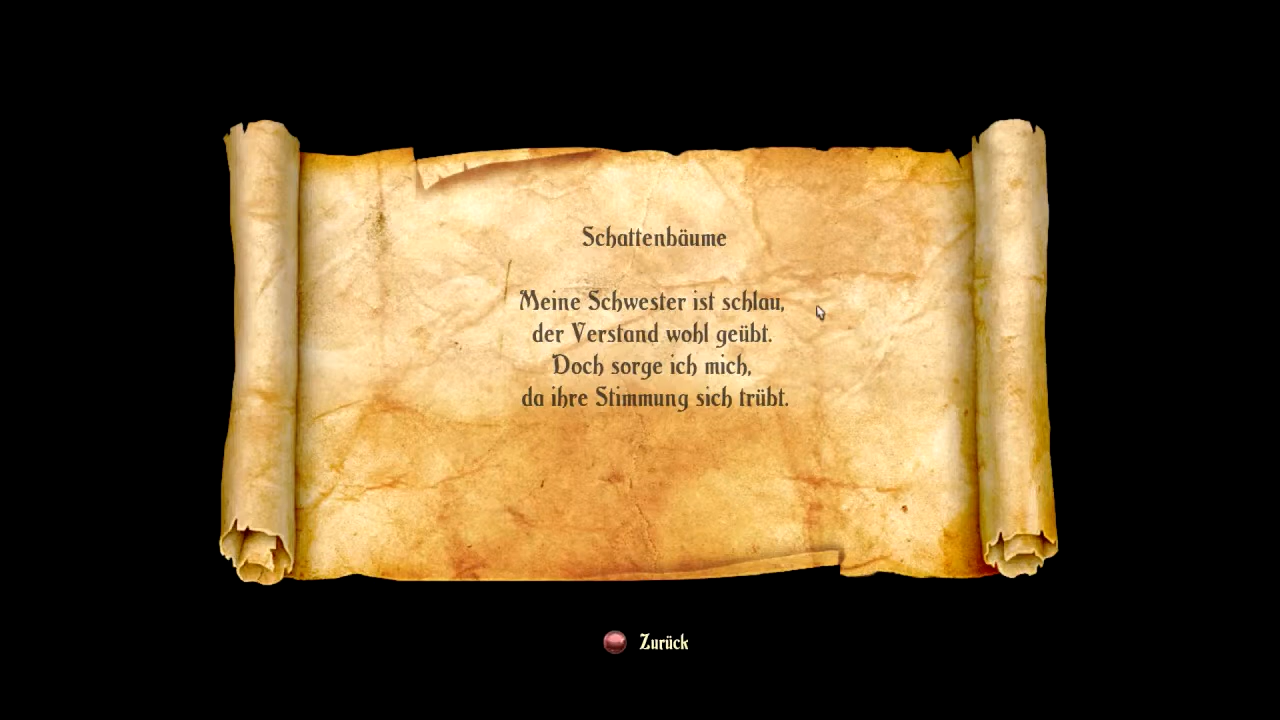 Schattenbäume
Meine Schwester ist schlau,
der Verstand wohl geübt.
Doch sorge ich mich,
da ihre Stimmung sich trübt.
Zurück